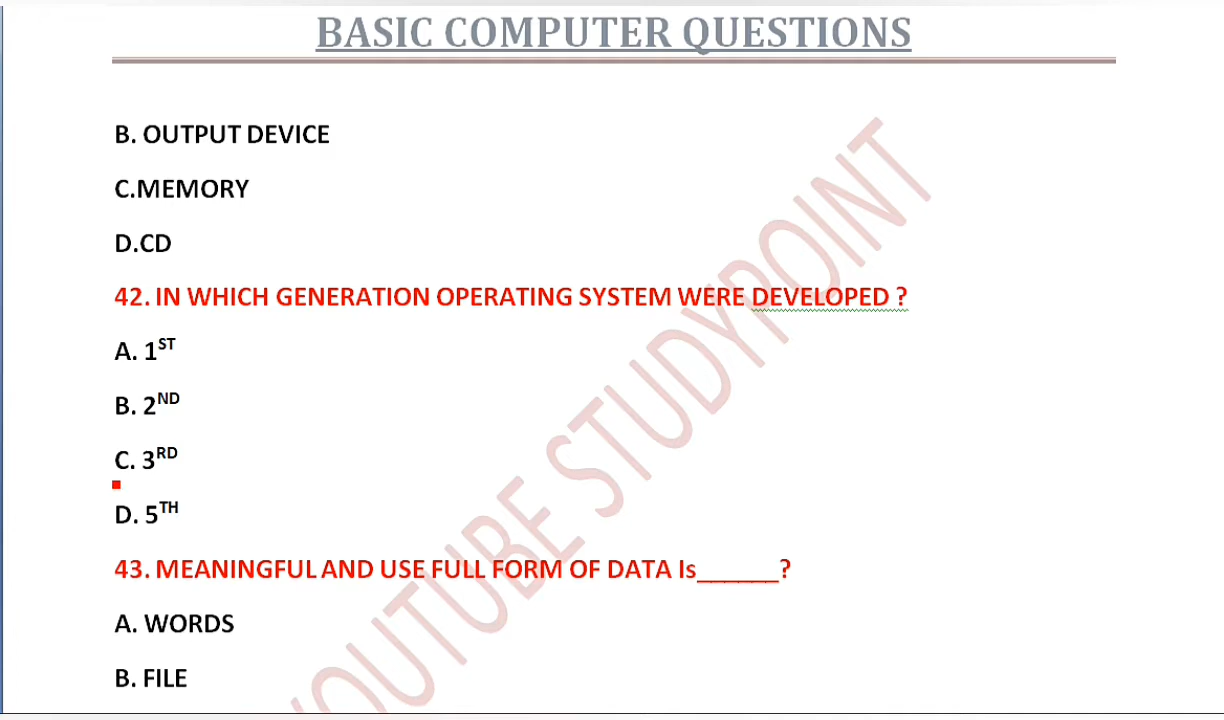 BASIC COMPUTER QUESTIONS
B. OUTPUT DEVICE
C.MEMORY
D.CD
42. IN WHICH GENERATION OPERATING SYSTEM WERE DEVELOPED ?
A. 1ST
B. 2ND
C. 3RD
D. 5TH
43. MEANINGFUL AND USE FULL FORM OF DATA Is______?
A. WORDS
B. FILE
YOUTUBE STUDYPOINT